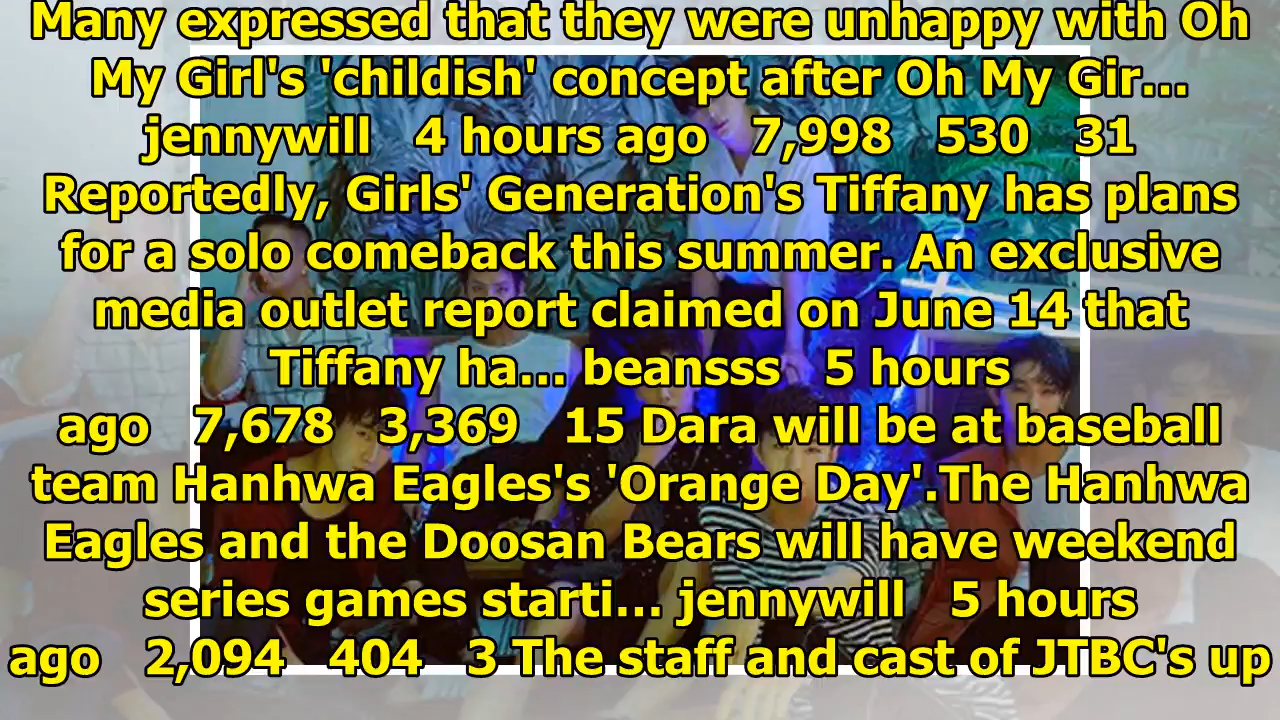 Many expressed that they were unhappy with Oh
My Girl's 'childish' concept after Oh My Gir...
jennywill 4 hours ago 7,998 530 31
Reportedly, Girls' Generation's Tiffany has plans
for a solo comeback this summer. An exclusive
media outlet report claimed on June 14 that
Tiffany ha... beansss 5 hours
ago 7,678 3,369 15 Dara will be at baseball
team Hanhwa Eagles's 'Orange Day'.The Hanhwa
Eagles and the Doosan Bears will have weekend
series games starti... jennywill 5 hours
ago 2,094 404 3 The staff and cast of JTBC's up